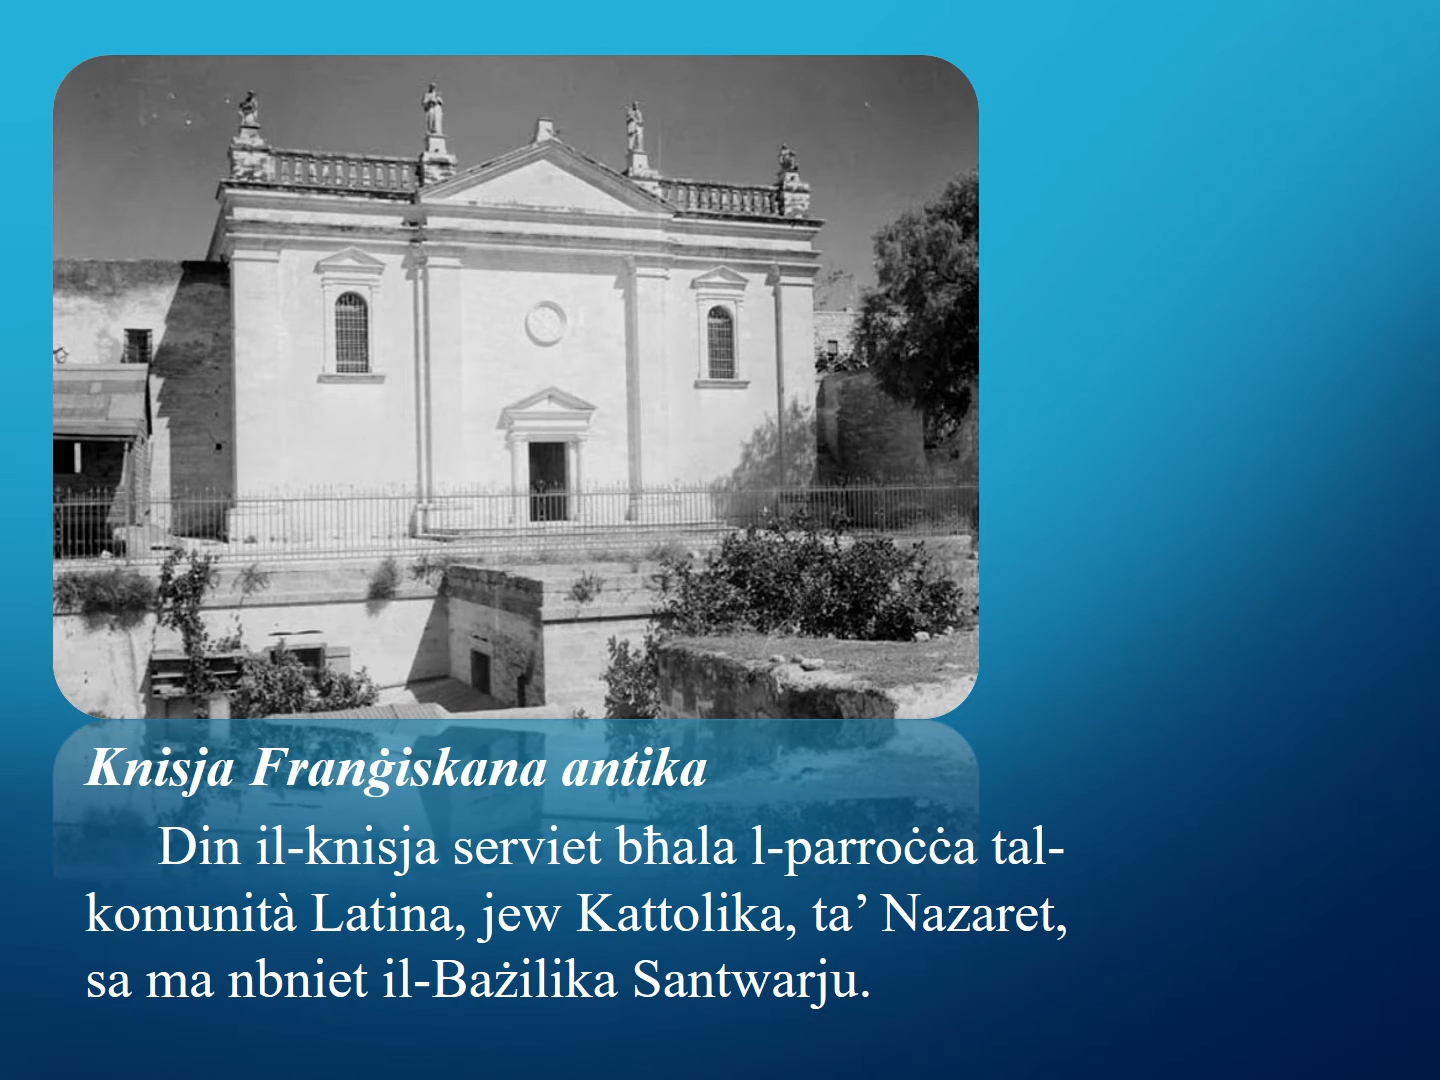 Knisja Franġiskana antika
Din il-knisja serviet bħala l-parroċċa tal-
komunità Latina, jew Kattolika, ta’ Nazaret,
sa ma nbniet il-Bażilika Santwarju.